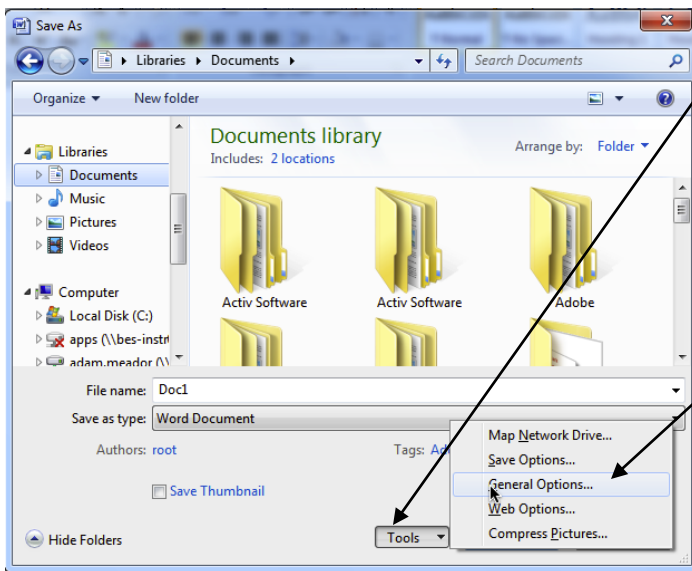 Save As
Libraries Documents
Search Documents
Organize
New folder
Libraries
Documents
Music
Pictures
Videos
Computer
Local Disk (C:)
apps (\\bes-instr
adam.meador (\\
Documents library
Includes: 2 locations
Arrange by: Folder
Activ Software
Activ Software
Adobe
File name: Doc1
Save as type: Word Document
Authors: root
Tags:
Save Thumbnail
Map Network Drive...
Save Options...
General Options...
Web Options...
Compress Pictures...
Hide Folders
Tools